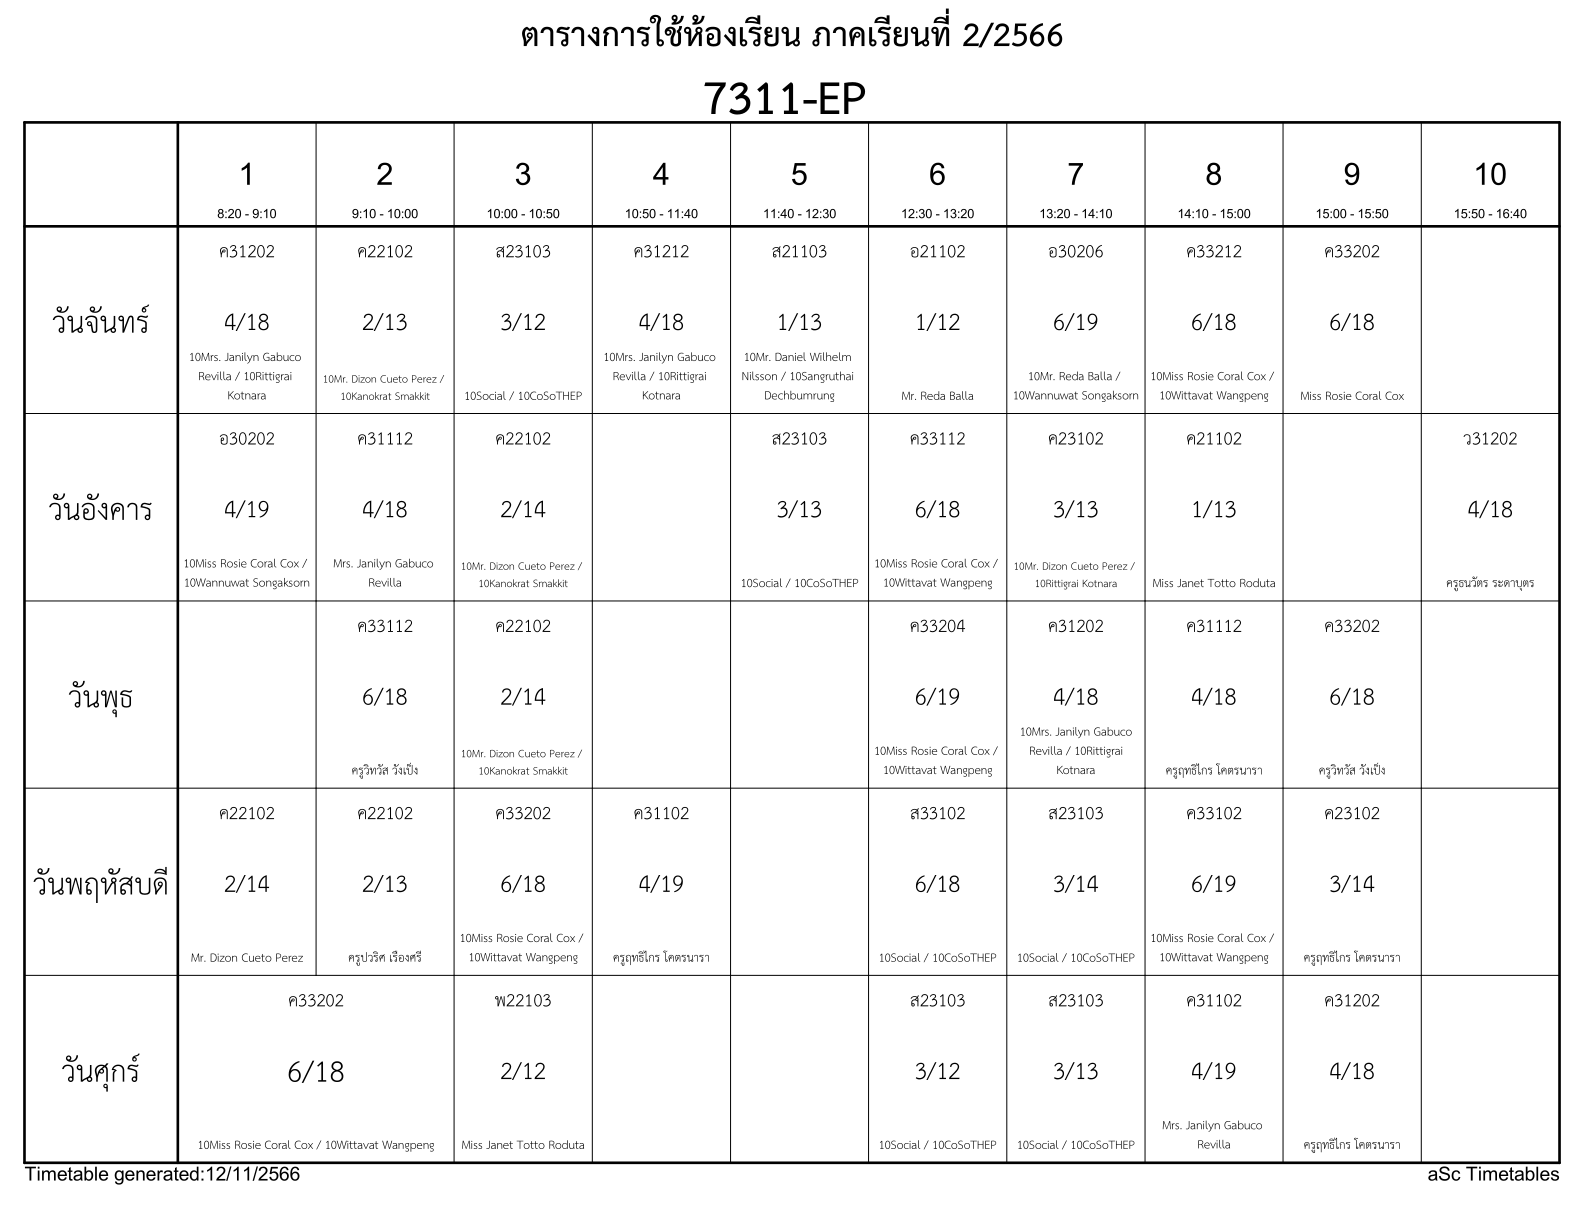 ตารางการใช้ห้องเรียน ภาคเรียนที่ 2/2566
7311-EP
1 2 3 4 5 6 7 8 9 10
8:20 - 9:10 9:10 - 10:00 10:00 - 10:50 10:50 - 11:40 11:40 - 12:30 12:30 - 13:20 13:20 - 14:10 14:10 - 15:00 15:00 - 15:50 15:50 - 16:40
วันจันทร์
ค31202
4/18
10Mrs. Janilyn Gabuco
Revilla / 10Rittigrai
Kotnara
ค22102
2/13
10Mr. Dizon Cueto Perez /
10Kanokrat Smakkit
ส23103
3/12
10Social / 10CoSoTHEP
ค31212
4/18
10Mrs. Janilyn Gabuco
Revilla / 10Rittigrai
Kotnara
ส21103
1/13
10Mr. Daniel Wilhelm
Nilsson / 10Sangruthai
Dechbumrung
อ21102
1/12
Mr. Reda Balla
อ30206
6/19
10Mr. Reda Balla /
10Wannuwat Songaksorn
ค33212
6/18
10Miss Rosie Coral Cox /
10Wittavat Wangpeng
ค33202
6/18
Miss Rosie Coral Cox
วันอังคาร
อ30202
4/19
10Miss Rosie Coral Cox /
10Wannuwat Songaksorn
ค31112
4/18
Mrs. Janilyn Gabuco
Revilla
ค22102
2/14
10Mr. Dizon Cueto Perez /
10Kanokrat Smakkit
ส23103
3/13
10Social / 10CoSoTHEP
ค33112
6/18
10Miss Rosie Coral Cox /
10Wittavat Wangpeng
ค23102
3/13
10Mr. Dizon Cueto Perez /
10Rittigrai Kotnara
ค21102
1/13
Miss Janet Totto Roduta
ว31202
4/18
ครูธนวัตร ระดาบุตร
วันพุธ
ค33112
6/18
ครูวิทวัส วังเป็ง
ค22102
2/14
10Mr. Dizon Cueto Perez /
10Kanokrat Smakkit
ค33204
6/19
10Miss Rosie Coral Cox /
10Wittavat Wangpeng
ค31202
4/18
10Mrs. Janilyn Gabuco
Revilla / 10Rittigrai
Kotnara
ค31112
4/18
ครูฤทธิไกร โคตรนารา
ค33202
6/18
ครูวิทวัส วังเป็ง
วันพฤหัสบดี
ค22102
2/14
Mr. Dizon Cueto Perez
ค22102
2/13
ครูปวริศ เรืองศรี
ค33202
6/18
10Miss Rosie Coral Cox /
10Wittavat Wangpeng
ค31102
4/19
ครูฤทธิไกร โคตรนารา
ส33102
6/18
10Social / 10CoSoTHEP
ส23103
3/14
10Social / 10CoSoTHEP
ค33102
6/19
10Miss Rosie Coral Cox /
10Wittavat Wangpeng
ค23102
3/14
ครูฤทธิไกร โคตรนารา
วันศุกร์
ค33202
6/18
10Miss Rosie Coral Cox / 10Wittavat Wangpeng
พ22103
2/12
Miss Janet Totto Roduta
ส23103
3/12
10Social / 10CoSoTHEP
ส23103
3/13
10Social / 10CoSoTHEP
ค31102
4/19
Mrs. Janilyn Gabuco
Revilla
ค31202
4/18
ครูฤทธิไกร โคตรนารา
Timetable generated:12/11/2566
aSc Timetables